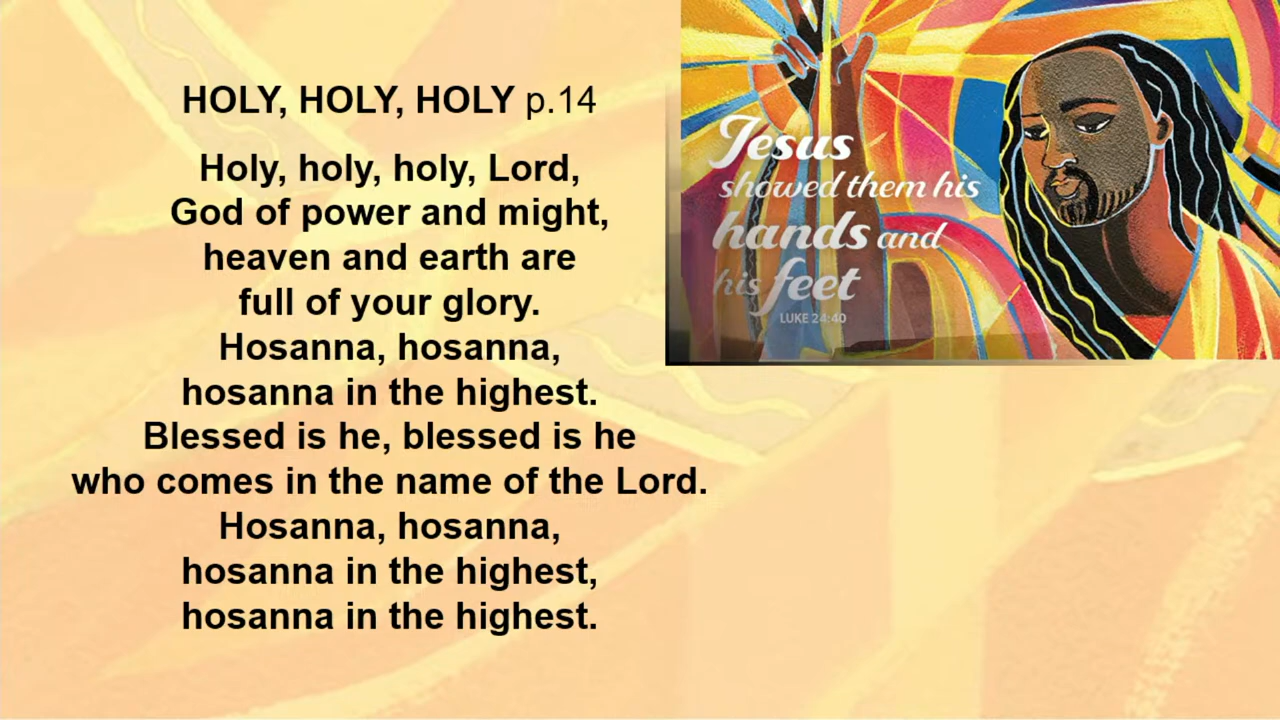 HOLY, HOLY, HOLY p.14
Holy, holy, holy, Lord,
God of power and might,
heaven and earth are
full of your glory.
Hosanna, hosanna,
hosanna in the highest.
Blessed is he, blessed is he
who comes in the name of the Lord.
Hosanna, hosanna,
hosanna in the highest,
hosanna in the highest.
Jesus
showed them his
hands and
his feet
LUKE 24:40